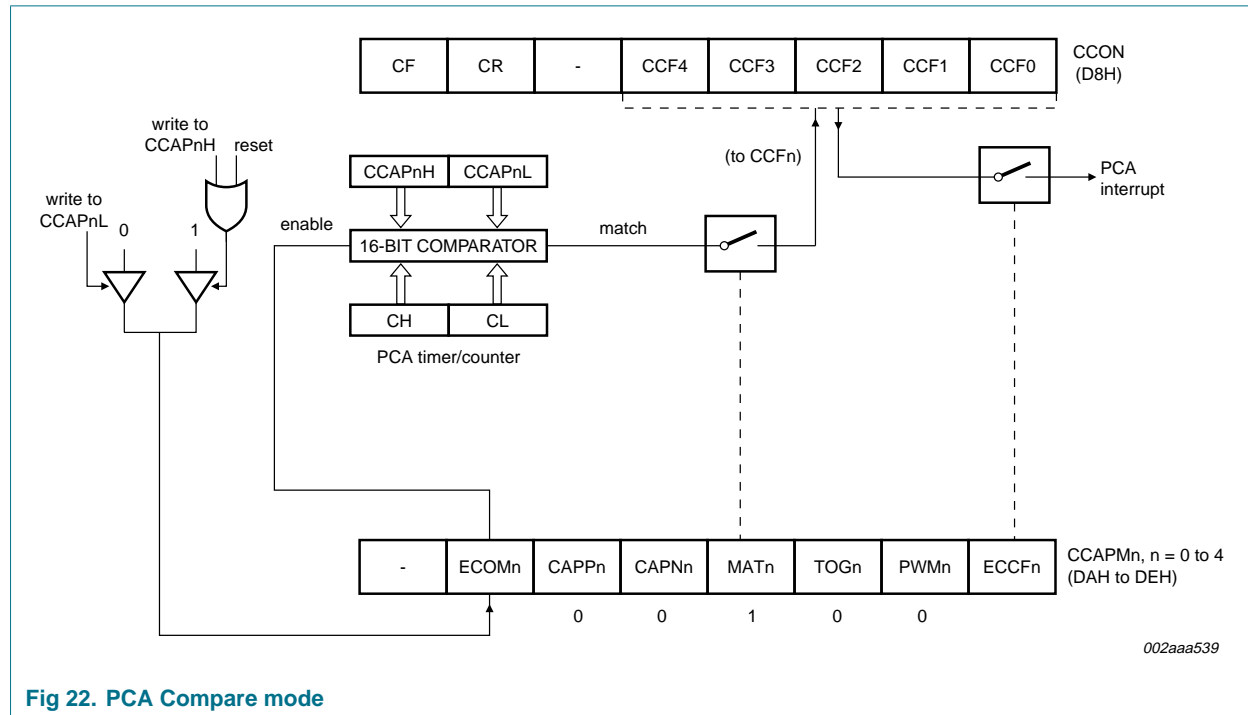 CF CR - CCF4 CCF3 CCF2 CCF1 CCF0
CCON
(D8H)
write to
CCAPnH
reset
(to CCFn)
PCA
interrupt
CCAPnH CCAPnL
write to
CCAPnL
0
1
enable
16-BIT COMPARATOR
match
CH CL
PCA timer/counter
- ECOMn CAPPn CAPNn MATn TOGn PWMn ECCFn
CCAPMn, n = 0 to 4
(DAH to DEH)
0 0 1 0 0
002aaa539
Fig 22. PCA Compare mode